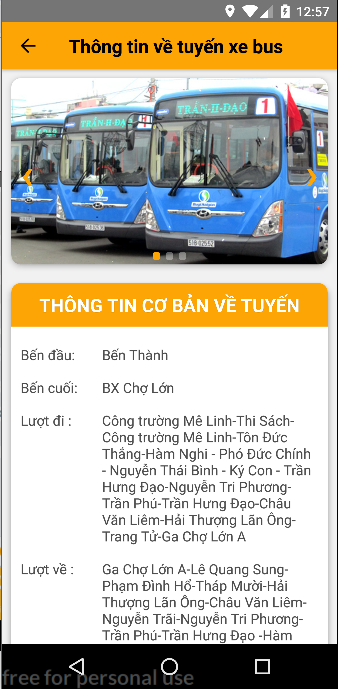 12:57
Thông tin về tuyến xe bus
TRẦN-H-ĐẠO
1
TRẦN-H-ĐẠO
1
THÔNG TIN CƠ BẢN VỀ TUYẾN
Bến đầu: Bến Thành
Bến cuối: BX Chợ Lớn
Lượt đi : Công trường Mê Linh-Thi Sách-
Công trường Mê Linh-Tôn Đức
Thắng-Hàm Nghi - Phó Đức Chính
- Nguyễn Thái Bình - Ký Con - Trần
Hưng Đạo-Nguyễn Tri Phương-
Trần Phú-Trần Hưng Đạo-Châu
Văn Liêm-Hải Thượng Lãn Ông-
Trang Tử-Ga Chợ Lớn A
Lượt về : Ga Chợ Lớn A-Lê Quang Sung-
Phạm Đình Hổ-Tháp Mười-Hải
Thượng Lãn Ông-Châu Văn Liêm-
Nguyễn Trãi-Nguyễn Tri Phương-
Trần Phú-Trần Hưng Đạo -Hàm
free for personal use